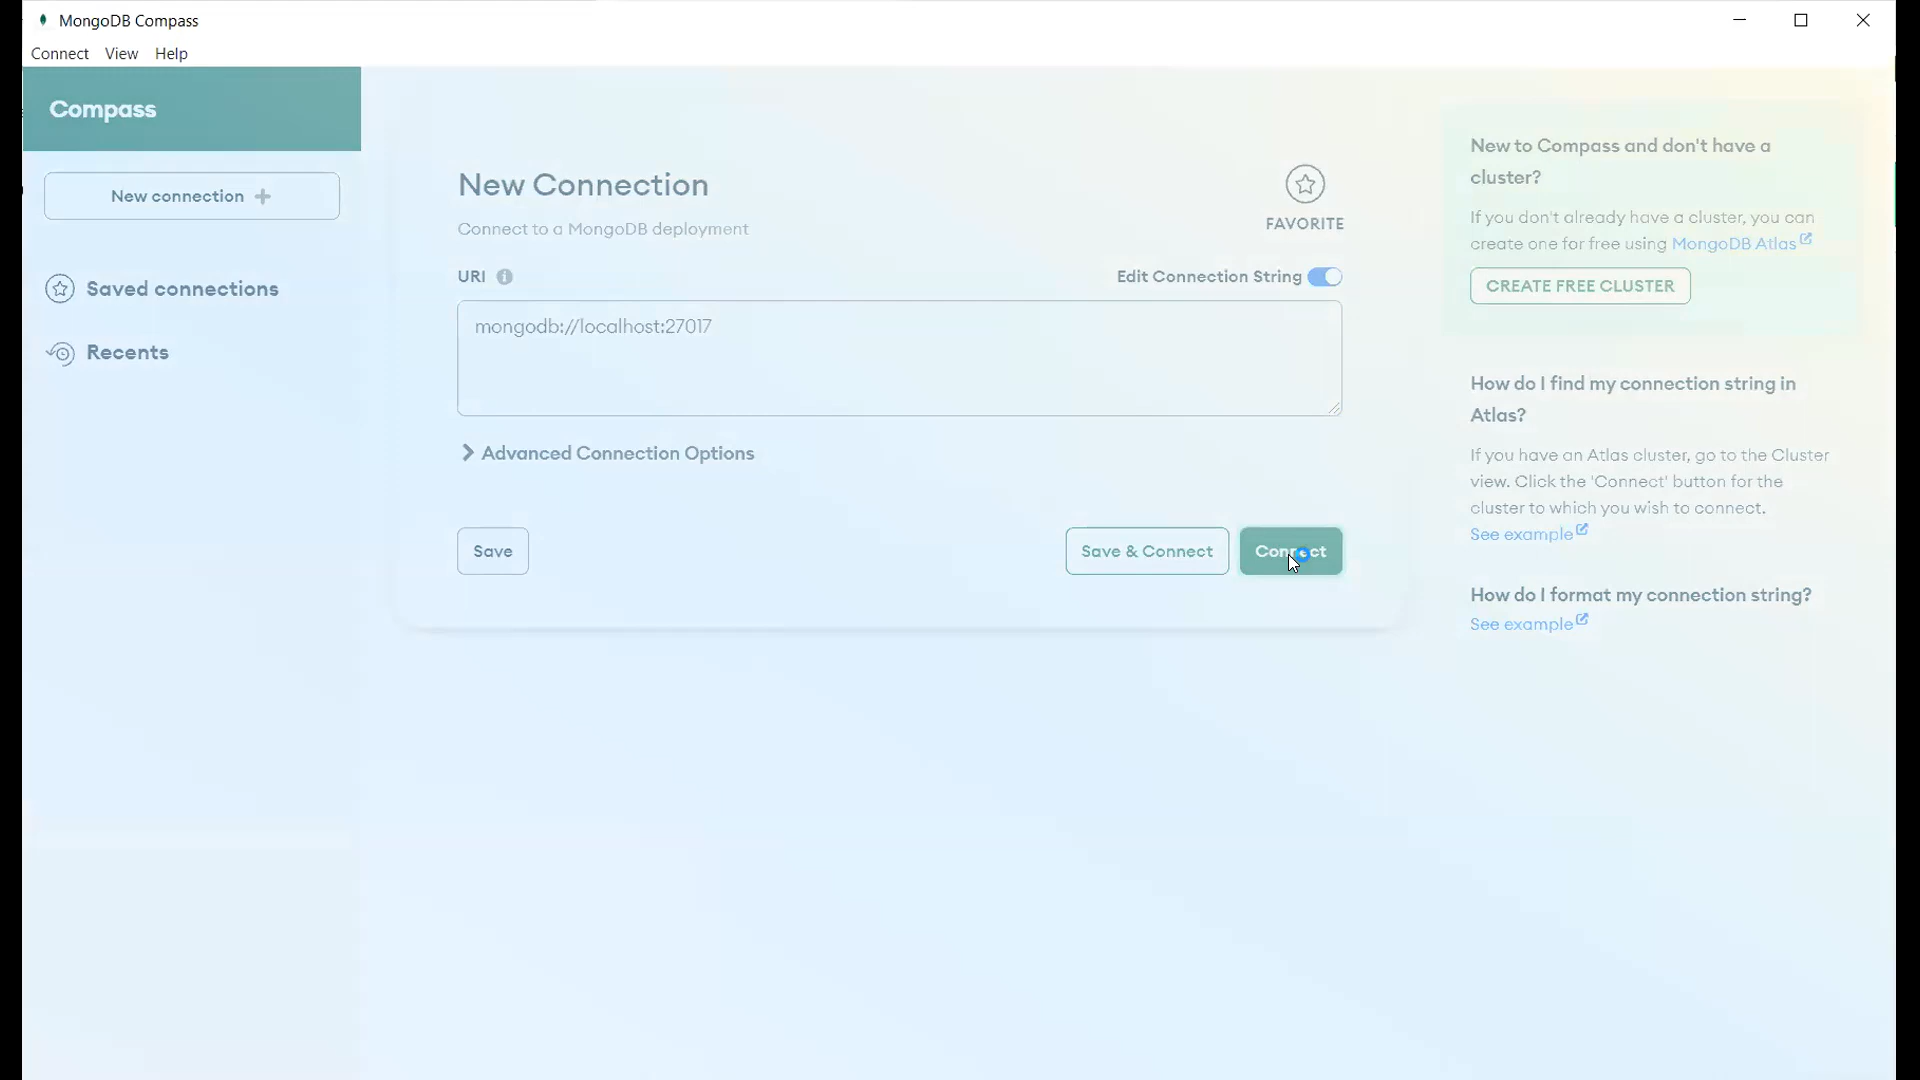 MongoDB Compass
Connect View Help
Compass
New connection
Saved connections
Recents
New Connection
Connect to a MongoDB deployment
FAVORITE
URI
Edit Connection String
mongodb://localhost:27017
Advanced Connection Options
Save
Save & Connect
Connect
New to Compass and don't have a
cluster?
If you don't already have a cluster, you can
create one for free using MongoDB Atlas
CREATE FREE CLUSTER
How do I find my connection string in
Atlas?
If you have an Atlas cluster, go to the Cluster
view. Click the 'Connect' button for the
cluster to which you wish to connect.
See example
How do I format my connection string?
See example